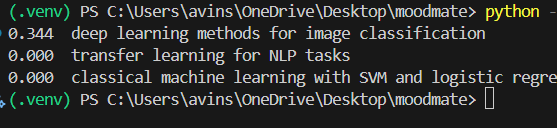 (.venv) PS C:\Users\avins\OneDrive\Desktop\moodmate> python -
0.344 deep learning methods for image classification
0.000 transfer learning for NLP tasks
0.000 classical machine learning with SVM and logistic regre
(.venv) PS C:\Users\avins\OneDrive\Desktop\moodmate>